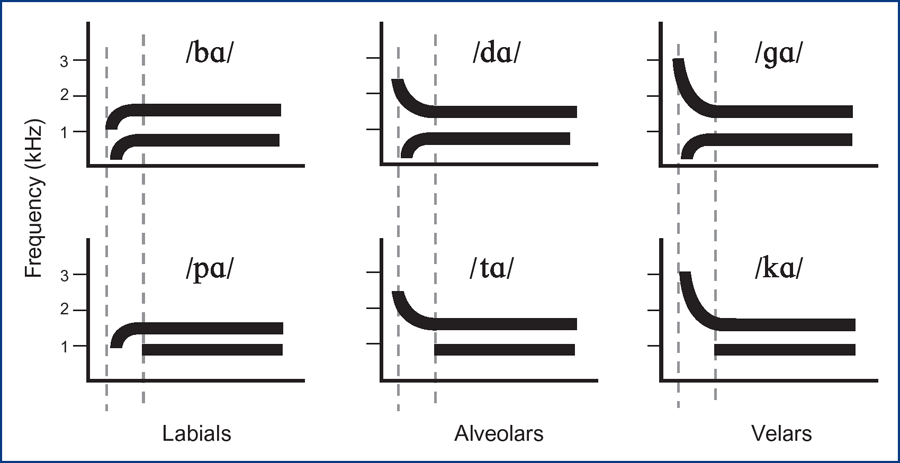 /bɑ/
/dɑ/
/gɑ/
3
2
1
Frequency (kHz)
/pɑ/
/tɑ/
/kɑ/
3
2
1
Labials
Alveolars
Velars